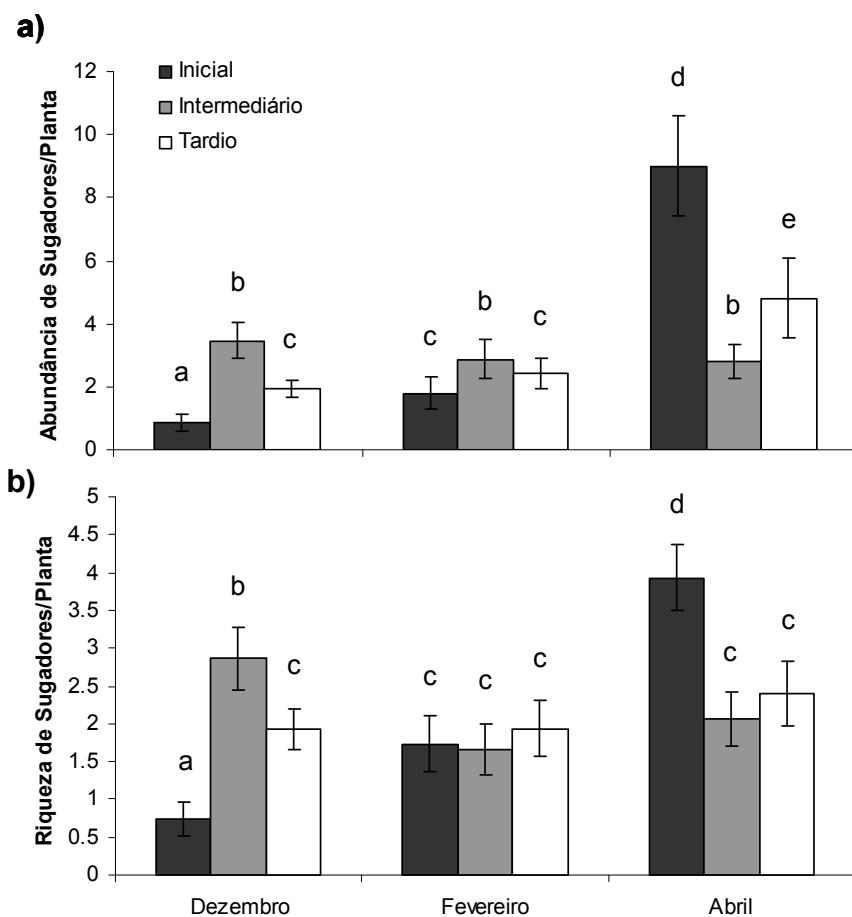 a)
Abundância de Sugadores/Planta
Inicial
Intermediário
Tardio
12
10
8
6
4
2
0
a
b
c
c
b
c
d
b
e
b)
Riqueza de Sugadores/Planta
5
4.5
4
3.5
3
2.5
2
1.5
1
0.5
0
a
b
c
c
c
c
d
c
c
Dezembro
Fevereiro
Abril